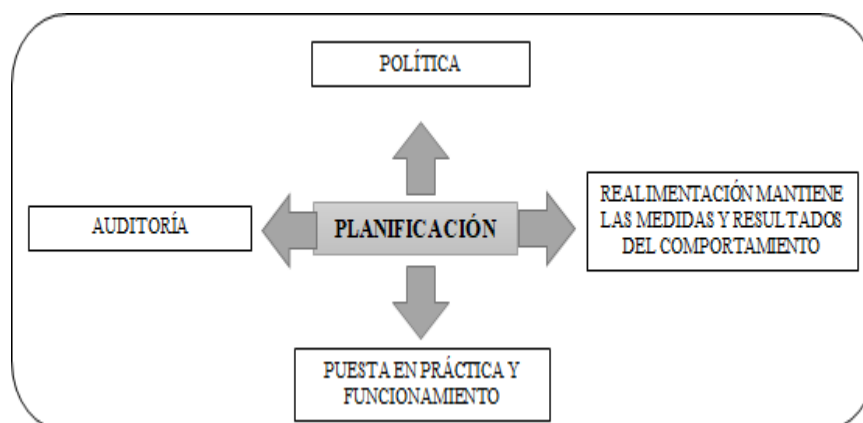 POLÍTICA
AUDITORÍA
PLANIFICACIÓN
REALIMENTACIÓN MANTIENE
LAS MEDIDAS Y RESULTADOS
DEL COMPORTAMIENTO
PUESTA EN PRÁCTICA Y
FUNCIONAMIENTO